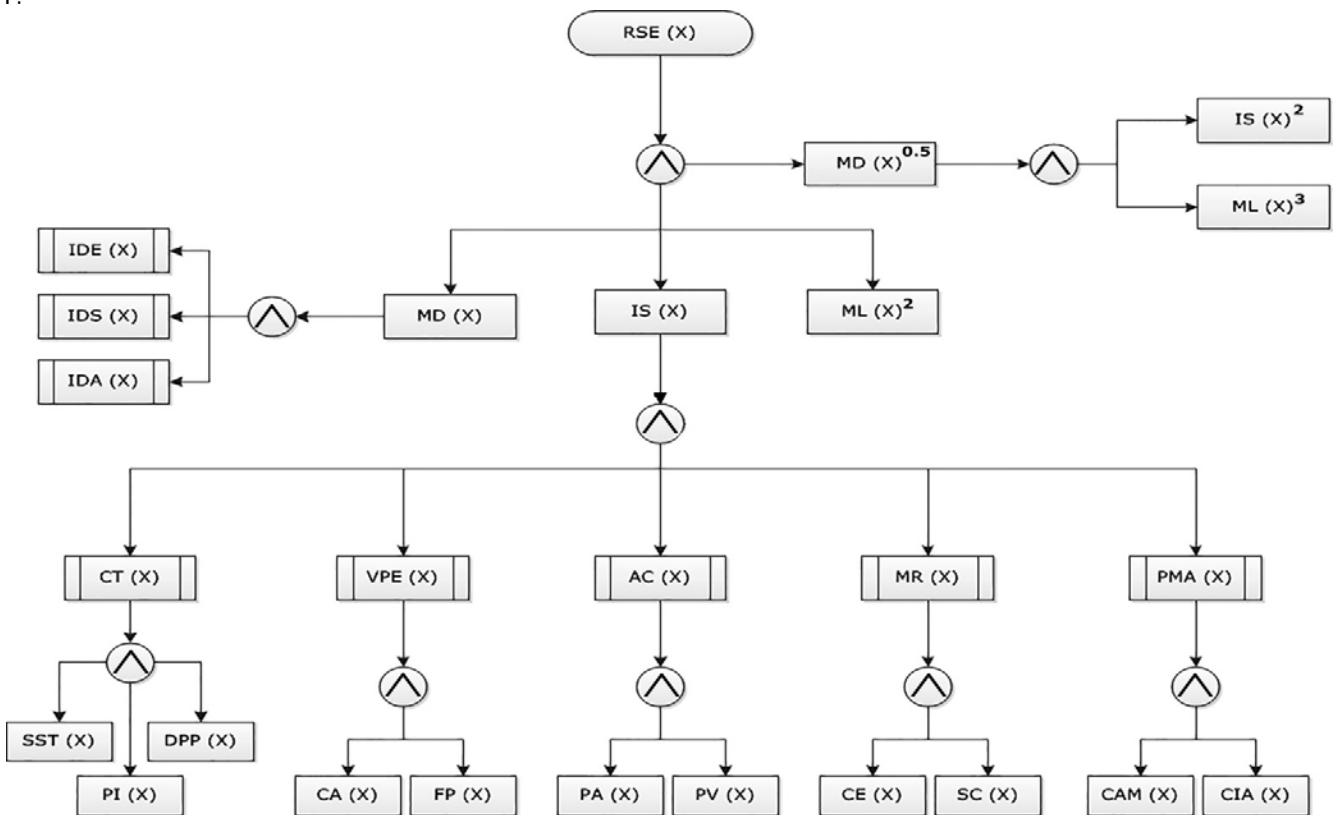 RSE (X)
IS (X)²
MD (X)⁰·⁵
ML (X)³
IDE (X)
IDS (X)
MD (X)
IS (X)
ML (X)²
IDA (X)
CT (X)
VPE (X)
AC (X)
MR (X)
PMA (X)
SST (X)
DPP (X)
PI (X)
CA (X)
FP (X)
PA (X)
PV (X)
CE (X)
SC (X)
CAM (X)
CIA (X)